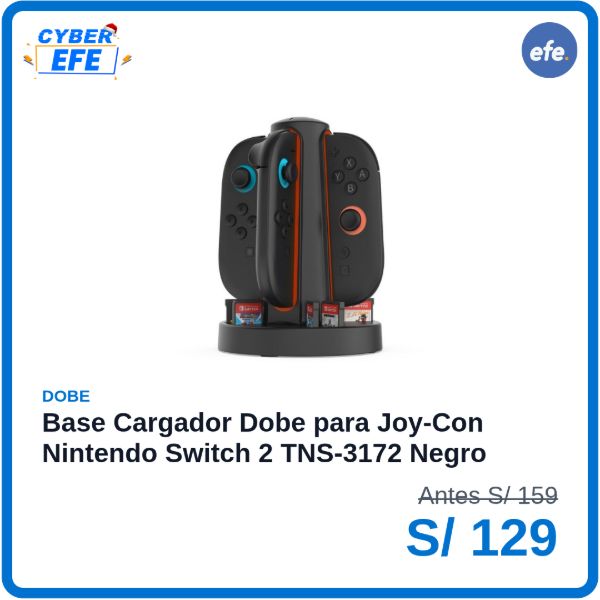 CYBER
EFE
efe.
Y
X
A
B
DOBE
Base Cargador Dobe para Joy-Con
Nintendo Switch 2 TNS-3172 Negro
Antes S/ 159
S/ 129